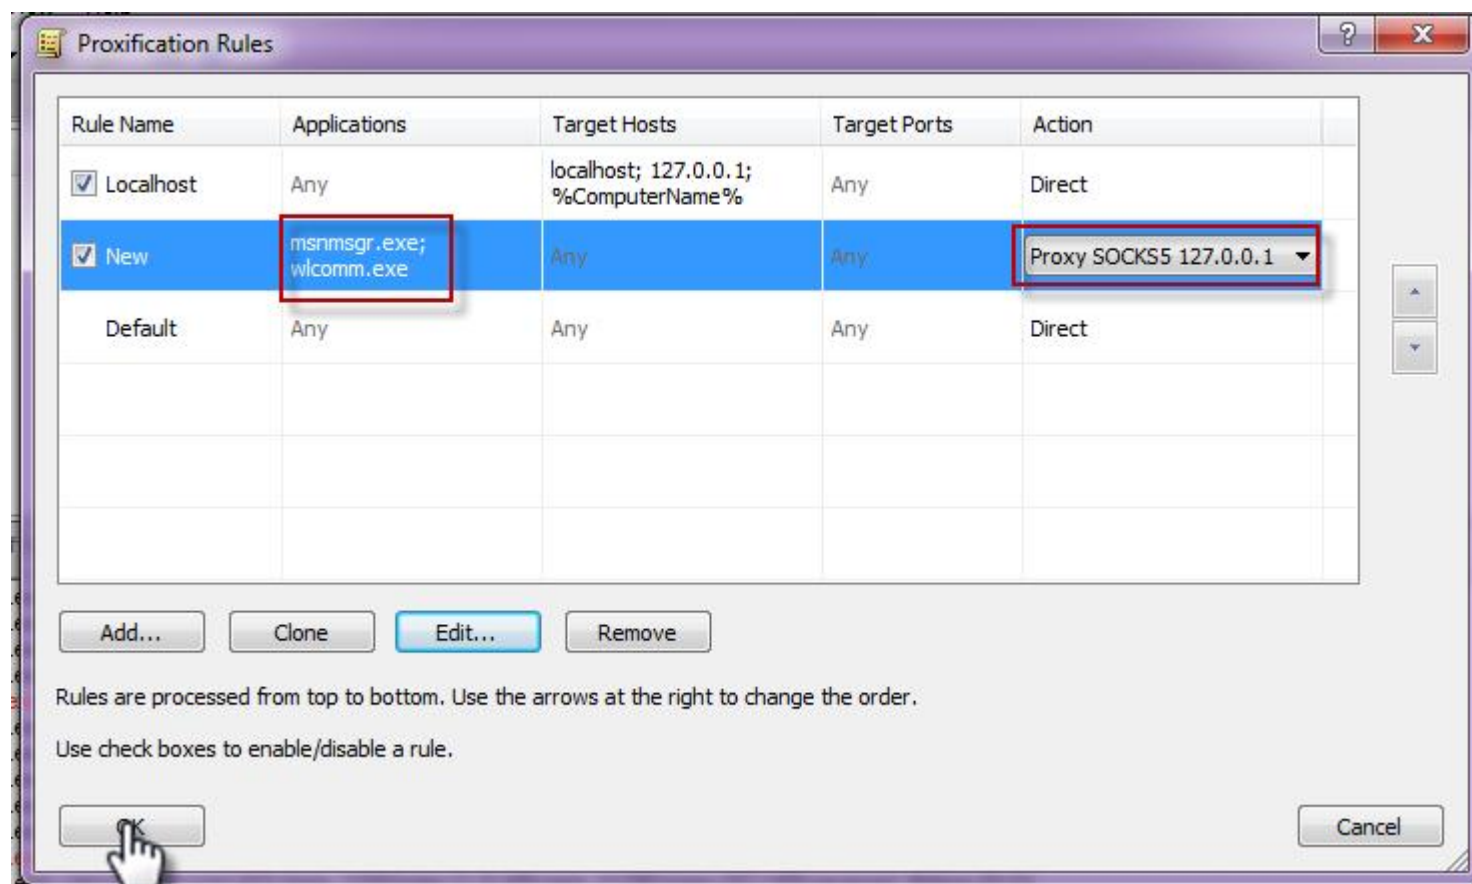 Proxification Rules
Rule Name Applications Target Hosts Target Ports Action
Localhost Any localhost; 127.0.0.1; Any Direct
%ComputerName%
New msnmsgr.exe; Any Any Proxy SOCKS5 127.0.0.1
wlcomm.exe
Default Any Any Any Direct
Add... Clone Edit... Remove
Rules are processed from top to bottom. Use the arrows at the right to change the order.
Use check boxes to enable/disable a rule.
OK Cancel